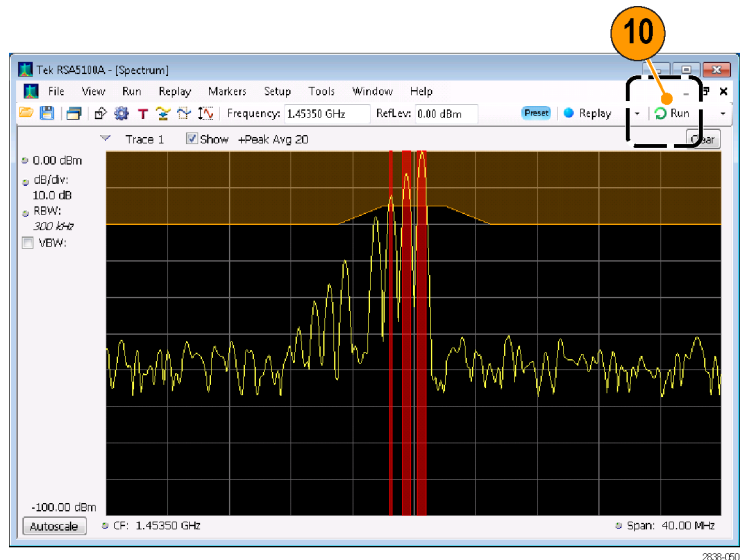 10
Tek RSA5100A - [Spectrum]
File View Run Replay Markers Setup Tools Window Help
Frequency: 1.45350 GHz RefLev: 0.00 dBm Preset Replay Run
Trace 1 Show +Peak Avg 20 Clear
0.00 dBm
dB/div:
10.0 dB
RBW:
300 kHz
VBW:
-100.00 dBm
Autoscale CF: 1.45350 GHz Span: 40.00 MHz
2838-050